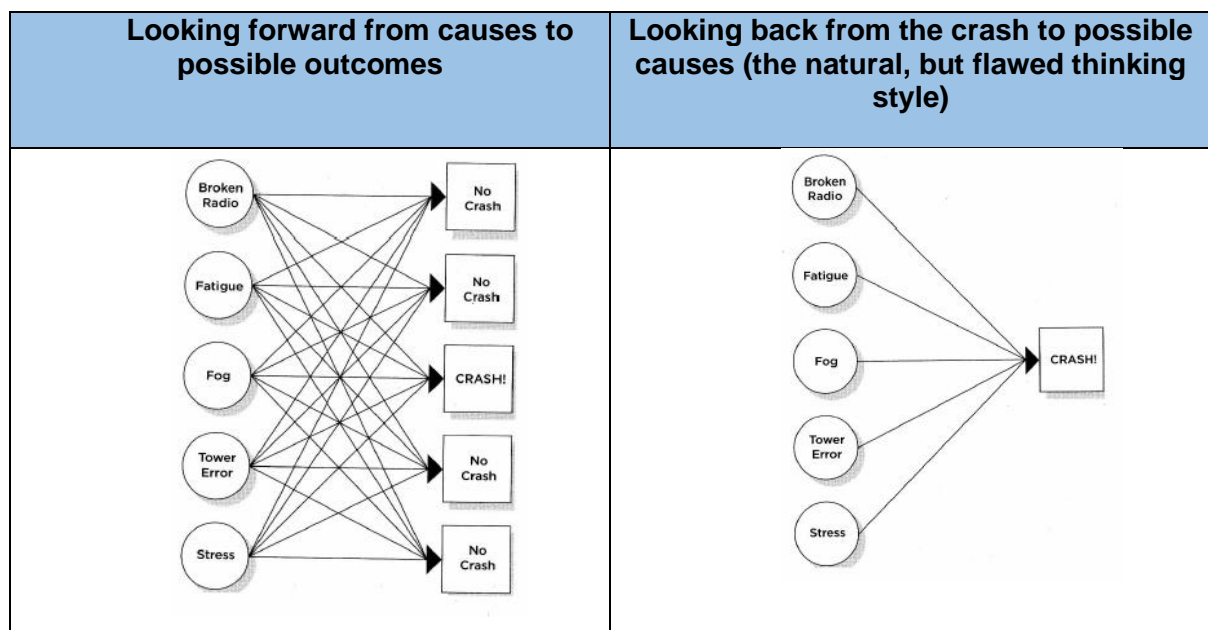 Looking forward from causes to
possible outcomes
Looking back from the crash to possible
causes (the natural, but flawed thinking
style)
Broken
Radio
Fatigue
Fog
Tower
Error
Stress
No
Crash
No
Crash
CRASH!
No
Crash
No
Crash
Broken
Radio
Fatigue
Fog
Tower
Error
Stress
CRASH!